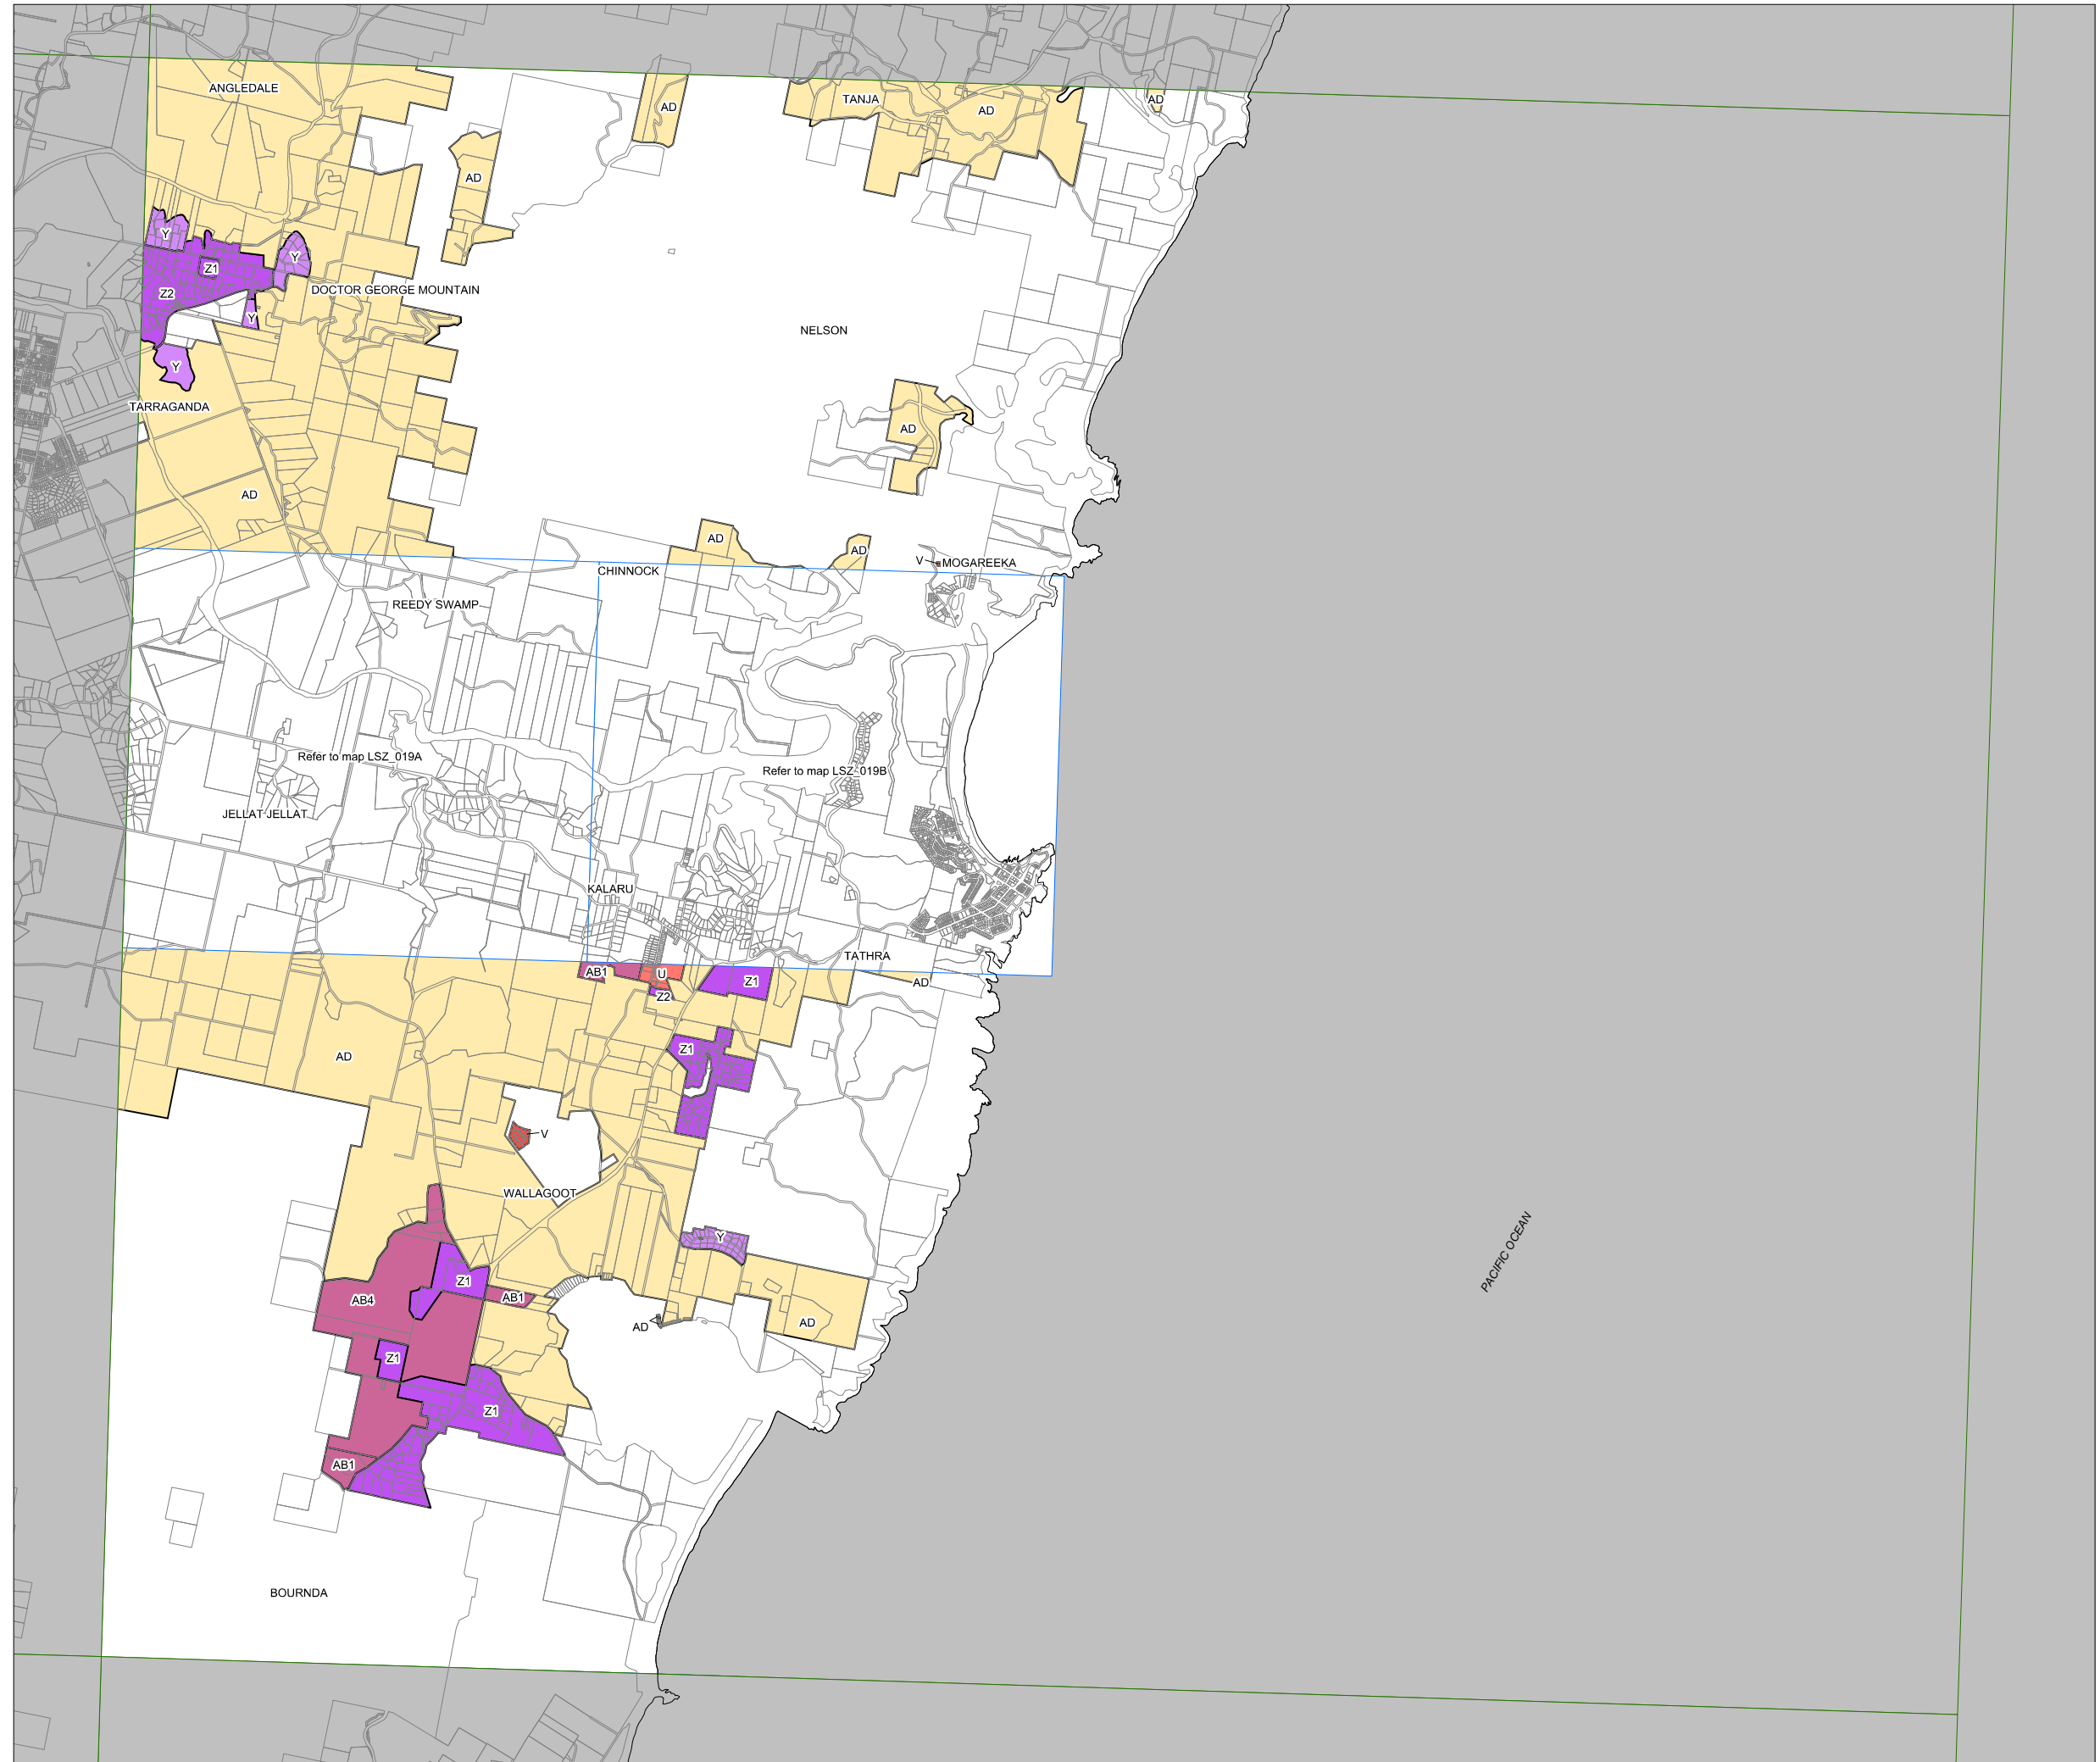 ANGLEDALE
AD
TANJA
AD
AD
AD
Y
Y
Z1
Z2
DOCTOR GEORGE MOUNTAIN
Y
NELSON
Y
TARRAGANDA
AD
AD
AD
AD
V
MOGAREEKA
CHINNOCK
REEDY SWAMP
Refer to map LSZ_019A
Refer to map LSZ_019B
JELLAT JELLAT
KALARU
TATHRA
AB1
U
Z1
AD
Z2
Z1
AD
V
WALLAGOOT
Y
PACIFIC OCEAN
Z1
AB1
AB4
AD
AD
Z1
Z1
AB1
BOURNDA